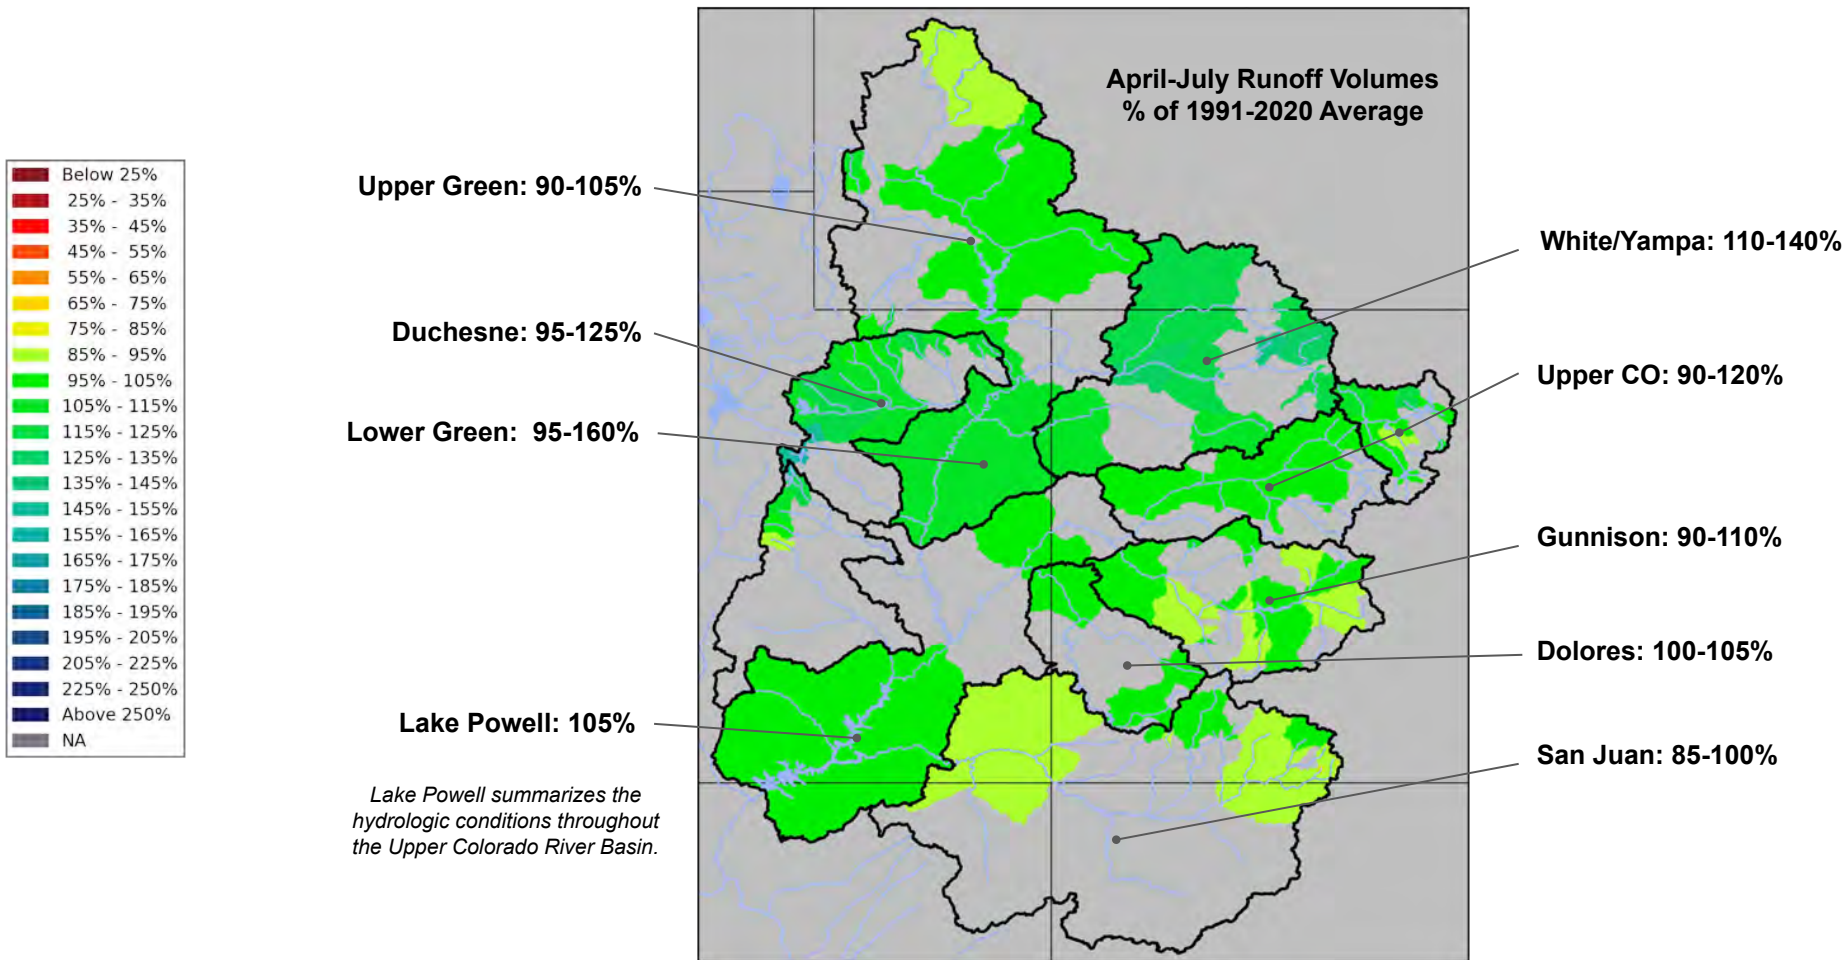 April-July Runoff Volumes
% of 1991-2020 Average
Below 25%
25% - 35%
35% - 45%
45% - 55%
55% - 65%
65% - 75%
75% - 85%
85% - 95%
95% - 105%
105% - 115%
115% - 125%
125% - 135%
135% - 145%
145% - 155%
155% - 165%
165% - 175%
175% - 185%
185% - 195%
195% - 205%
205% - 225%
225% - 250%
Above 250%
NA
Upper Green: 90-105%
Duchesne: 95-125%
Lower Green: 95-160%
Lake Powell: 105%
Lake Powell summarizes the
hydrologic conditions throughout
the Upper Colorado River Basin.
White/Yampa: 110-140%
Upper CO: 90-120%
Gunnison: 90-110%
Dolores: 100-105%
San Juan: 85-100%